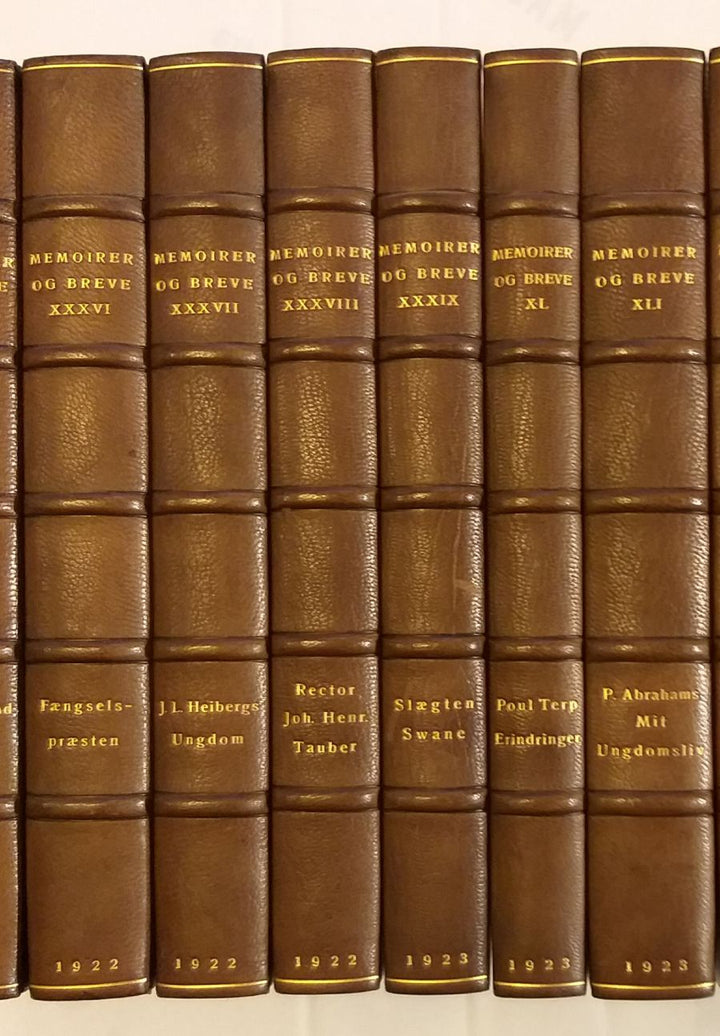 MEMOIRER
OG BREVE
XXXVI
Fængsels-
præsten
1922
MEMOIRER
OG BREVE
XXXVII
J.L. Heibergs
Ungdom
1922
MEMOIRER
OG BREVE
XXXVIII
Rector
Joh. Henr.
Tauber
1922
MEMOIRER
OG BREVE
XXXIX
Slægten
Swane
1923
MEMOIRER
OG BREVE
XL
Poul Terp
Erindringer
1923
MEMOIRER
OG BREVE
XLI
P. Abrahams
Mit
Ungdomsliv
1923